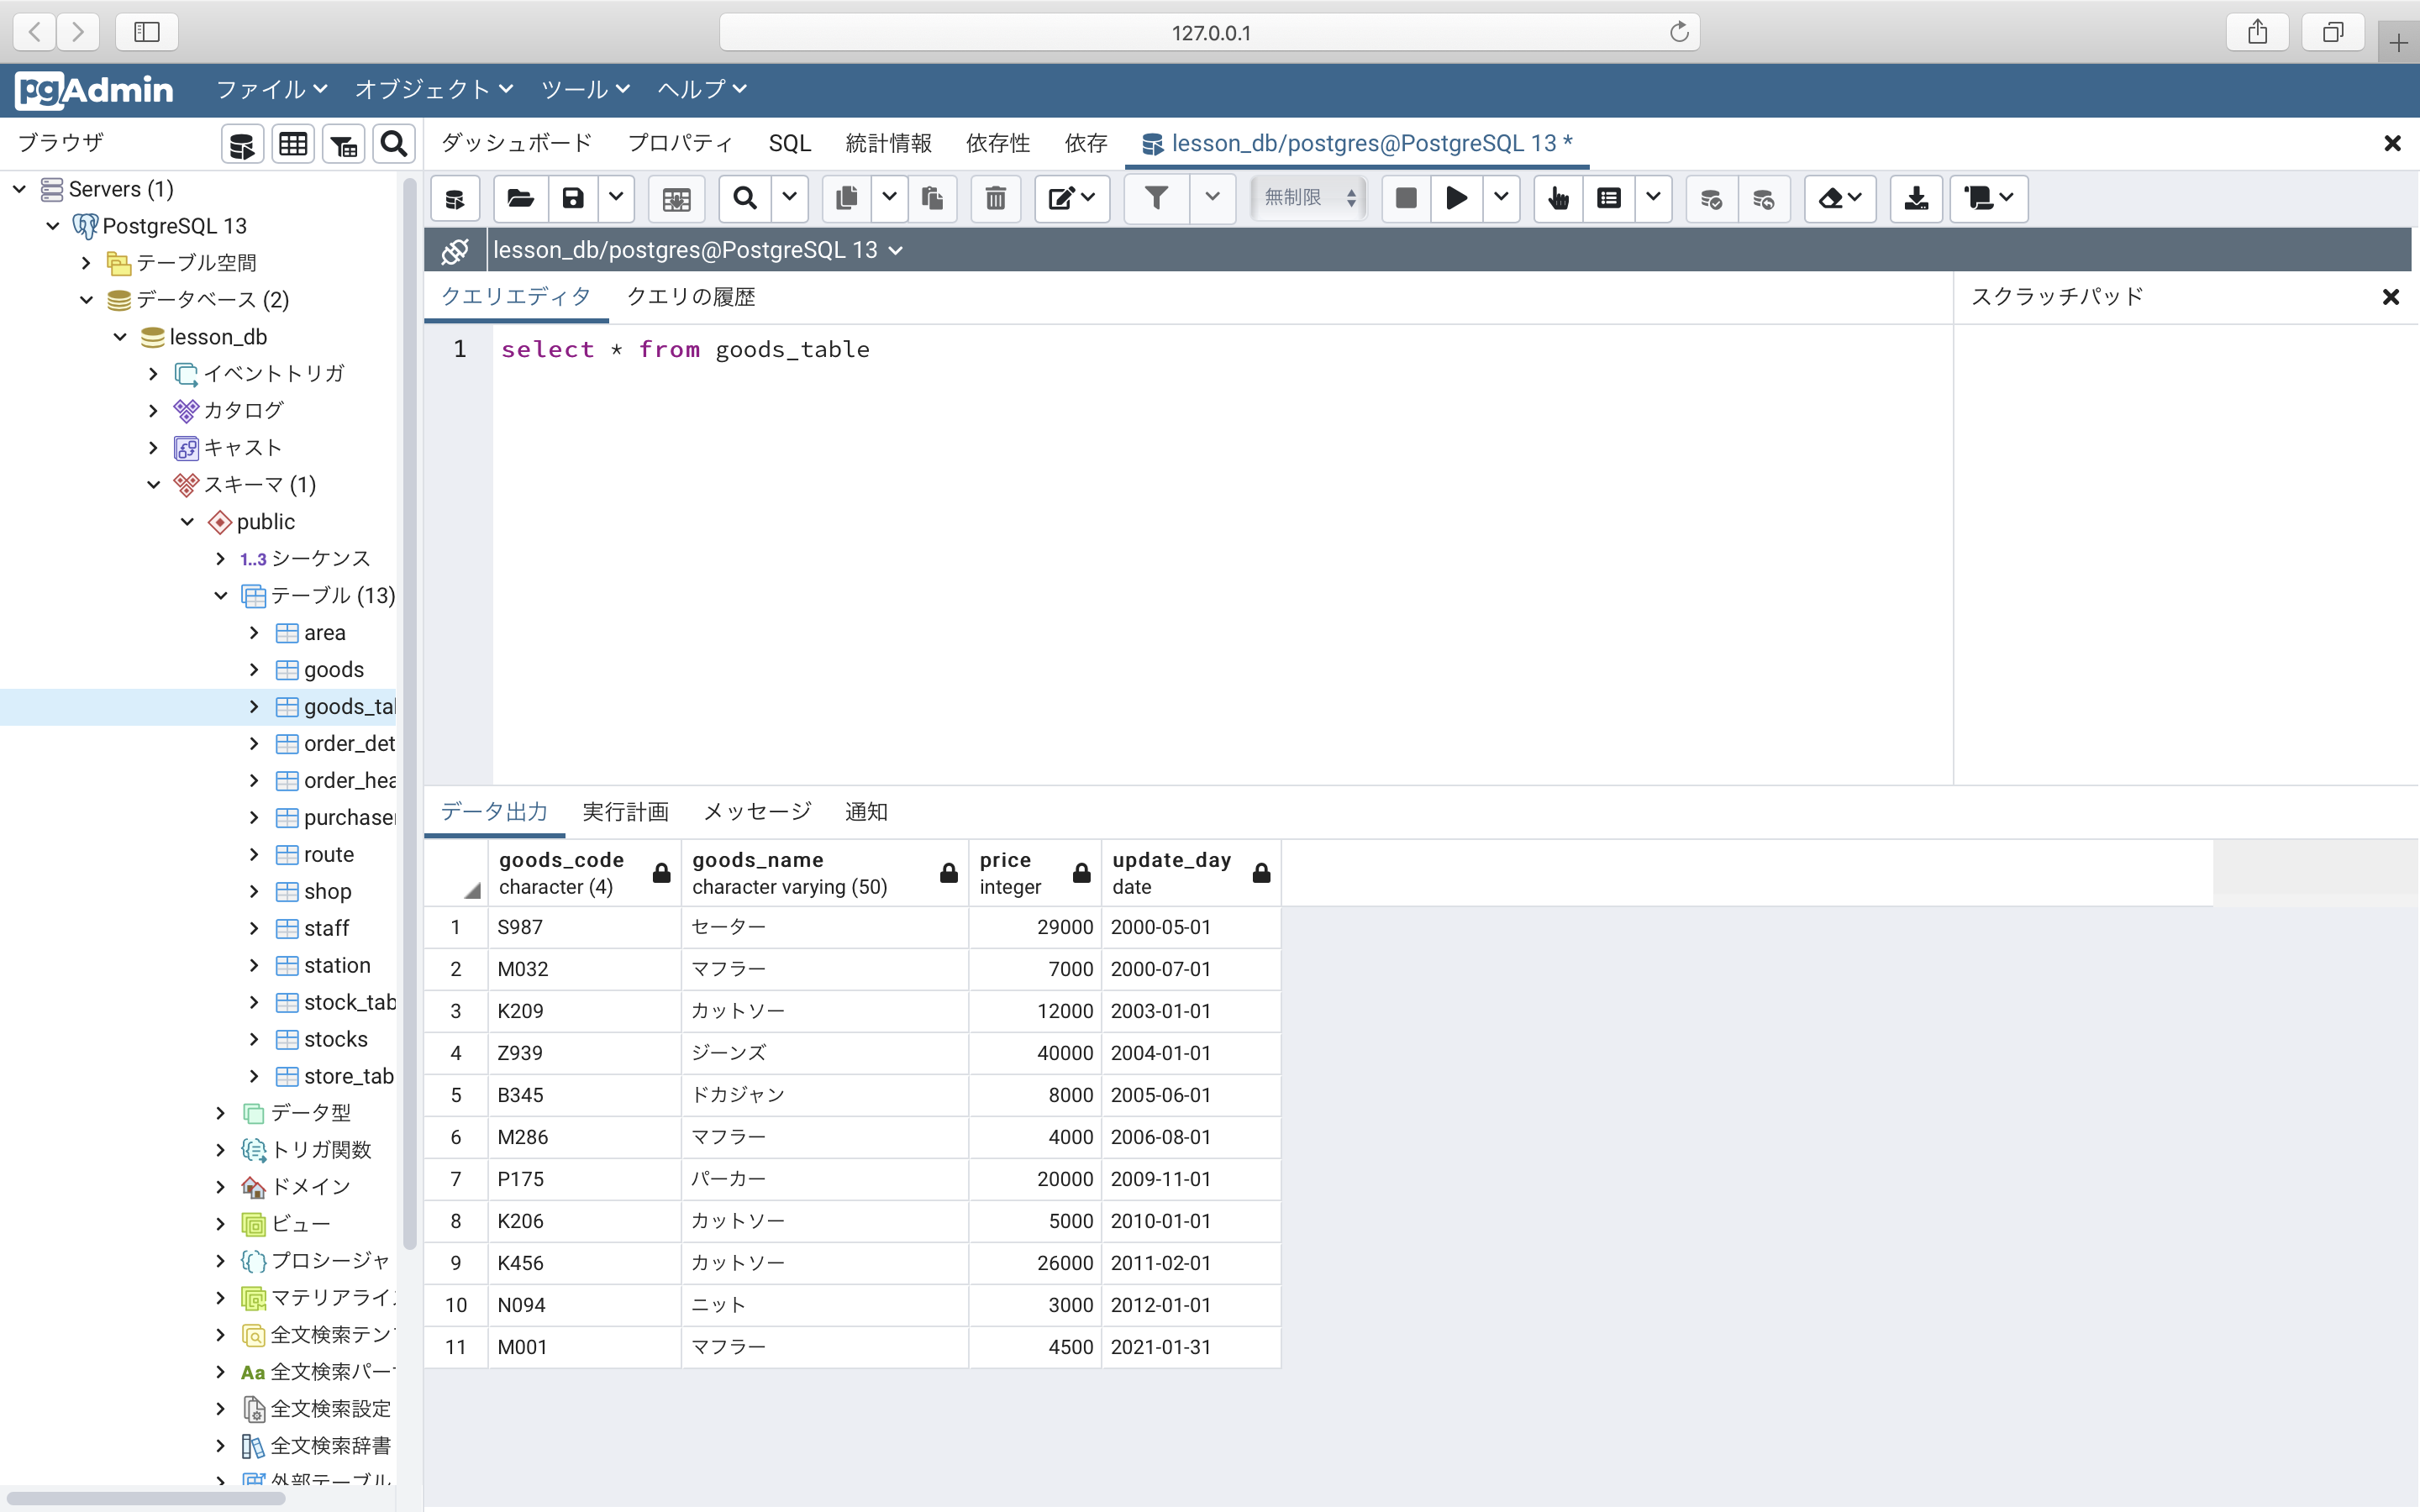 127.0.0.1
pgAdmin ファイル オブジェクト ツール ヘルプ
ブラウザ
ダッシュボード プロパティ SQL 統計情報 依存性 依存 lesson_db/postgres@PostgreSQL 13 *
無制限
lesson_db/postgres@PostgreSQL 13
Servers (1)
PostgreSQL 13
テーブル空間
データベース (2)
lesson_db
イベントトリガ
カタログ
キャスト
スキーマ (1)
public
1..3 シーケンス
テーブル (13)
area
goods
goods_tal
order_det
order_hea
purchase
route
shop
staff
station
stock_tab
stocks
store_tab
データ型
トリガ関数
ドメイン
ビュー
プロシージャ
マテリアライ
全文検索テン
Aa 全文検索パー
全文検索設定
全文検索辞書
外部テーブル
クエリエディタ クエリの履歴 スクラッチパッド
1 select * from goods_table
データ出力 実行計画 メッセージ 通知
goods_code goods_name price update_day
character (4) character varying (50) integer date
1 S987 セーター 29000 2000-05-01
2 M032 マフラー 7000 2000-07-01
3 K209 カットソー 12000 2003-01-01
4 Z939 ジーンズ 40000 2004-01-01
5 B345 ドカジャン 8000 2005-06-01
6 M286 マフラー 4000 2006-08-01
7 P175 パーカー 20000 2009-11-01
8 K206 カットソー 5000 2010-01-01
9 K456 カットソー 26000 2011-02-01
10 N094 ニット 3000 2012-01-01
11 M001 マフラー 4500 2021-01-31